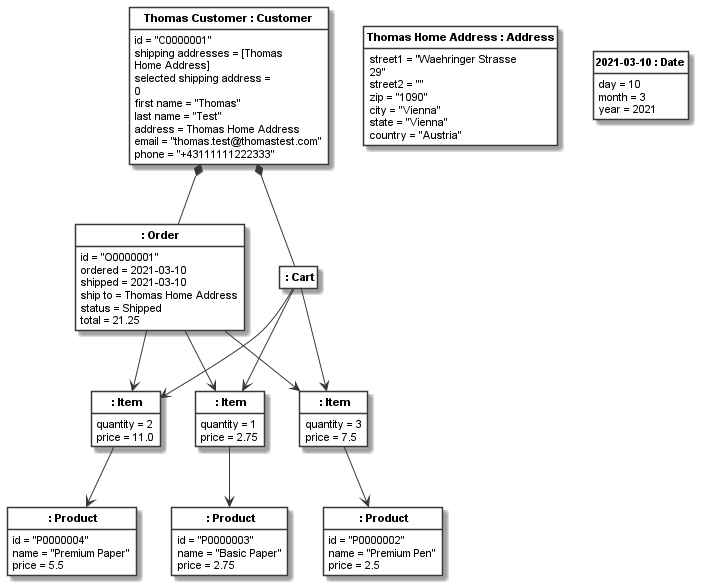 Thomas Customer : Customer
id = "C0000001"
shipping addresses = [Thomas
Home Address]
selected shipping address =
0
first name = "Thomas"
last name = "Test"
address = Thomas Home Address
email = "thomas.test@thomastest.com"
phone = "+43111111222333"
Thomas Home Address : Address
street1 = "Waehringer Strasse
29"
street2 = ""
zip = "1090"
city = "Vienna"
state = "Vienna"
country = "Austria"
2021-03-10 : Date
day = 10
month = 3
year = 2021
: Order
id = "O0000001"
ordered = 2021-03-10
shipped = 2021-03-10
ship to = Thomas Home Address
status = Shipped
total = 21.25
: Cart
: Item
quantity = 2
price = 11.0
: Item
quantity = 1
price = 2.75
: Item
quantity = 3
price = 7.5
: Product
id = "P0000004"
name = "Premium Paper"
price = 5.5
: Product
id = "P0000003"
name = "Basic Paper"
price = 2.75
: Product
id = "P0000002"
name = "Premium Pen"
price = 2.5